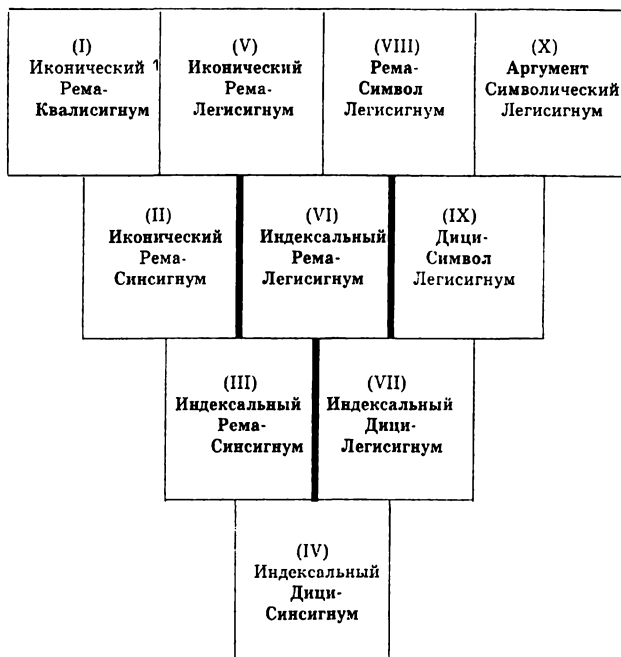 (I)
Иконический ¹
Рема-
Квалисигнум
(V)
Иконический
Рема-
Легисигнум
(VIII)
Рема-
Символ
Легисигнум
(X)
Аргумент
Символический
Легисигнум
(II)
Иконический
Рема-
Синсигнум
(VI)
Индексальный
Рема-
Легисигнум
(IX)
Дици-
Символ
Легисигнум
(III)
Индексальный
Рема-
Синсигнум
(VII)
Индексальный
Дици-
Легисигнум
(IV)
Индексальный
Дици-
Синсигнум